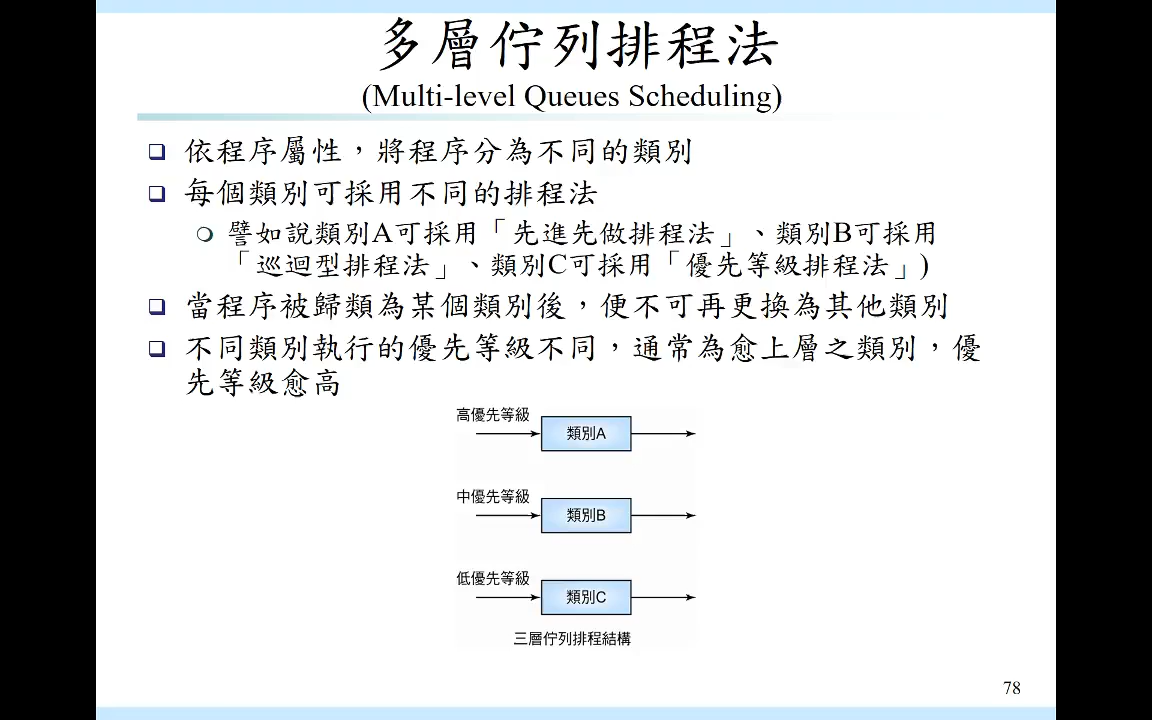 多層佇列排程法
(Multi-level Queues Scheduling)
依程序屬性，將程序分為不同的類別
每個類別可採用不同的排程法
譬如說類別A可採用「先進先做排程法」、類別B可採用
「巡迴型排程法」、類別C可採用「優先等級排程法」)
當程序被歸類為某個類別後，便不可再更換為其他類別
不同類別執行的優先等級不同，通常為愈上層之類別，優
先等級愈高
高優先等級
類別A
中優先等級
類別B
低優先等級
類別C
三層佇列排程結構
78